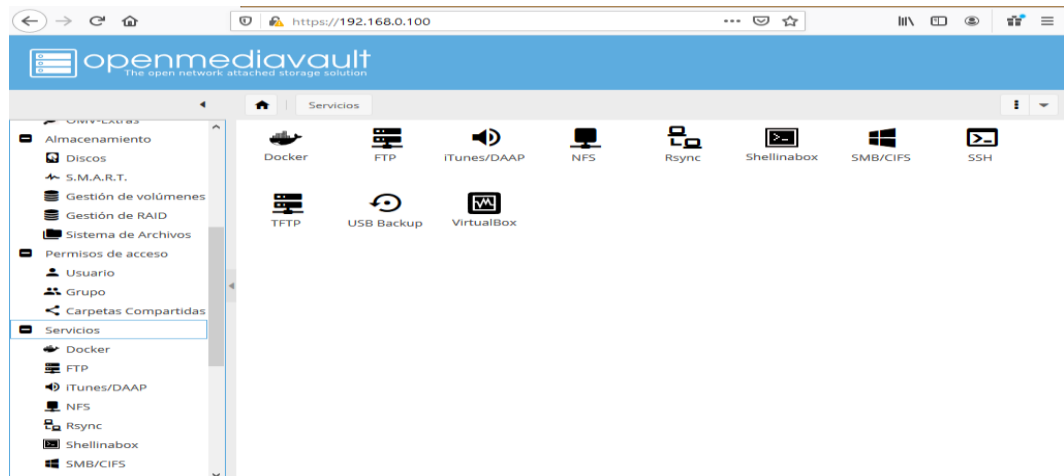 https://192.168.0.100
openmediavault
The open network attached storage solution
Servicios
OMV-Extras
Almacenamiento
Discos
S.M.A.R.T.
Gestión de volúmenes
Gestión de RAID
Sistema de Archivos
Permisos de acceso
Usuario
Grupo
Carpetas Compartidas
Servicios
Docker
FTP
iTunes/DAAP
NFS
Rsync
Shellinabox
SMB/CIFS
Docker FTP iTunes/DAAP NFS Rsync Shellinabox SMB/CIFS SSH
TFTP USB Backup VirtualBox